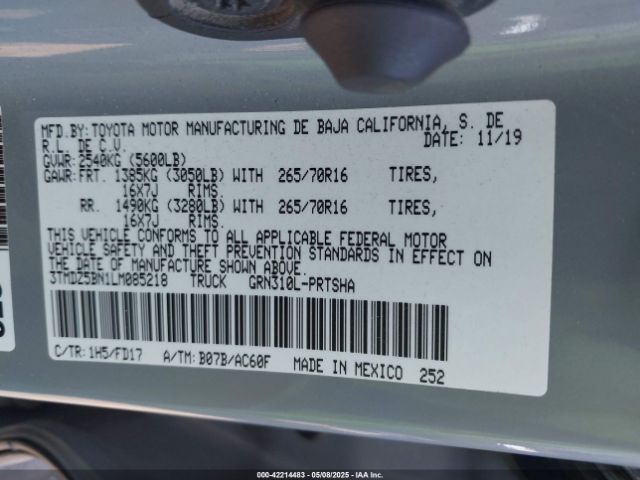 MFD.BY:TOYOTA MOTOR MANUFACTURING DE BAJA CALIFORNIA, S. DE
R.L. DE C.V. DATE: 11/19
GVWR:2540KG (5600LB)
GAWR:FRT. 1385KG (3050LB) WITH 265/70R16 TIRES,
16X7J RIMS.
RR. 1490KG (3280LB) WITH 265/70R16 TIRES,
16X7J RIMS.
THIS VEHICLE CONFORMS TO ALL APPLICABLE FEDERAL MOTOR
VEHICLE SAFETY AND THEFT PREVENTION STANDARDS IN EFFECT ON
THE DATE OF MANUFACTURE SHOWN ABOVE.
3TMDZ5BN1LM085218 TRUCK GRN310L-PRTSHA
C/TR:1H5/FD17 A/TM:B07B/AC60F MADE IN MEXICO 252
000-42214483 - 05/08/2025 - IAAI.COM